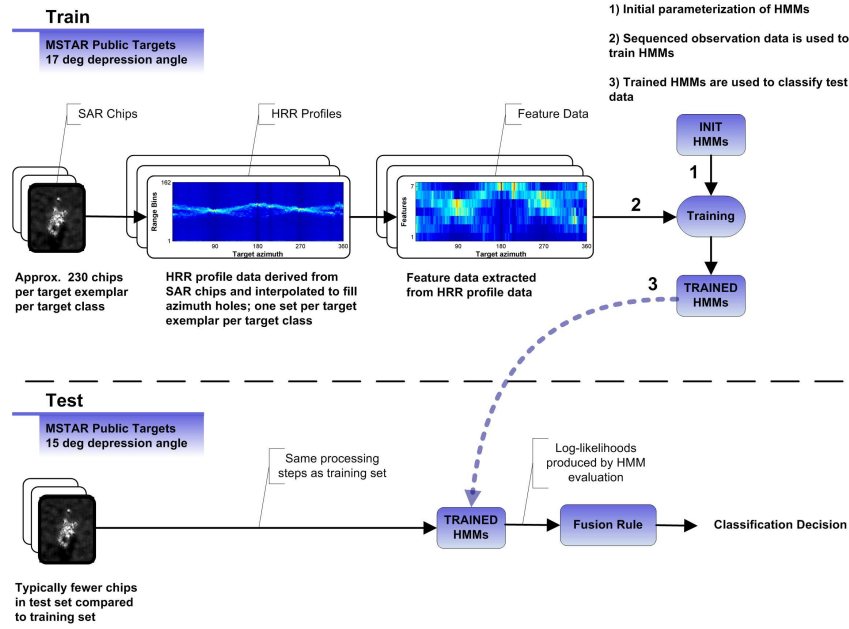 Train
MSTAR Public Targets
17 deg depression angle
1) Initial parameterization of HMMs
2) Sequenced observation data is used to
train HMMs
3) Trained HMMs are used to classify test
data
SAR Chips
HRR Profiles
Feature Data
INIT
HMMs
1
162
Range Bins
1
90
180
270
360
Target azimuth
7
Features
1
90
180
270
360
Target azimuth
2
Training
Approx. 230 chips
per target exemplar
per target class
HRR profile data derived from
SAR chips and interpolated to fill
azimuth holes; one set per target
exemplar per target class
Feature data extracted
from HRR profile data
3
TRAINED
HMMs
Test
MSTAR Public Targets
15 deg depression angle
Same processing
steps as training set
Log-likelihoods
produced by HMM
evaluation
TRAINED
HMMs
Fusion Rule
Classification Decision
Typically fewer chips
in test set compared
to training set